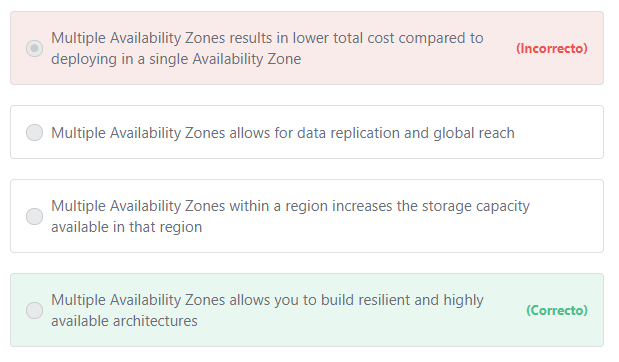 Multiple Availability Zones results in lower total cost compared to
deploying in a single Availability Zone
(Incorrecto)
Multiple Availability Zones allows for data replication and global reach
Multiple Availability Zones within a region increases the storage capacity
available in that region
Multiple Availability Zones allows you to build resilient and highly
available architectures
(Correcto)